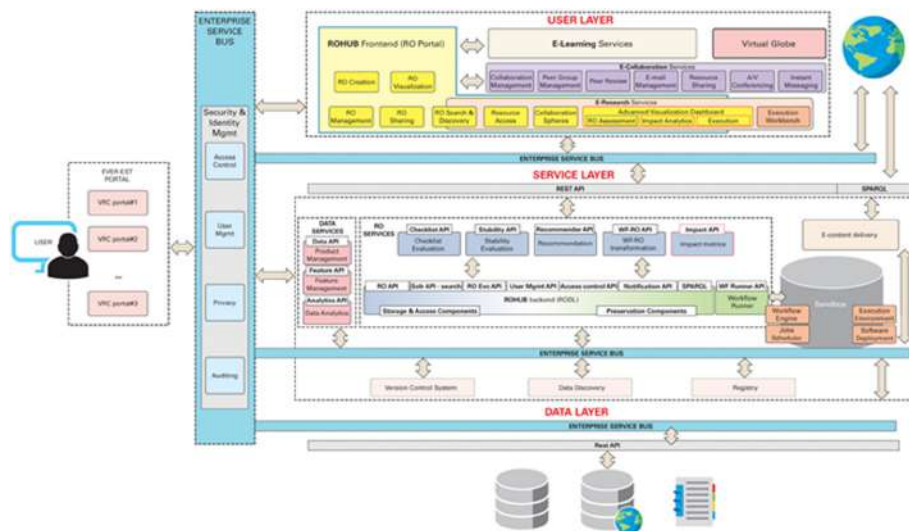 USER LAYER
ENTERPRISE
SERVICE
BUS
Security &
Identity
Mgmt
Access
Control
User
Mgmt
Privacy
Auditing
EVER-EST
PORTAL
VRC portal#1
VRC portal#2
...
VRC portal#3
USER
ROHUB Frontend (RO Portal)
RO Creation
RO
Visualization
RO
Management
RO
Sharing
RO Search &
Discovery
Resource
Access
Collaboration
Spheres
E-Learning Services
Virtual Globe
E-Collaboration Services
Collaboration
Management
Peer Group
Management
Peer Review
E-mail
Management
Resource
Sharing
A/V
Conferencing
Instant
Messaging
E-Research Services
Advanced Visualization Dashboard
RO Assessment
Impact Analytics
Execution
Execution
Workbench
ENTERPRISE SERVICE BUS
SERVICE LAYER
REST API
SPARQL
DATA
SERVICES
Data API
Product
Management
Feature API
Feature
Management
Analytics API
Data Analytics
RO
SERVICES
Checklist API
Checklist
Evaluation
Stability API
Stability
Evaluation
Recommender API
Recommendation
WF-RO API
WF-RO
transformation
Impact API
Impact metrics
RO API
Solr API - search
RO Evo API
User Mgmt API
Access control API
Notification API
SPARQL
WF Runner API
ROHUB backend (RODL)
Workflow
Runner
Storage & Access Components
Preservation Components
E-content delivery
Sandbox
Workflow
Engine
Jobs
Scheduler
Execution
Environment
Software
Deployment
ENTERPRISE SERVICE BUS
Version Control System
Data Discovery
Registry
DATA LAYER
ENTERPRISE SERVICE BUS
Rest API